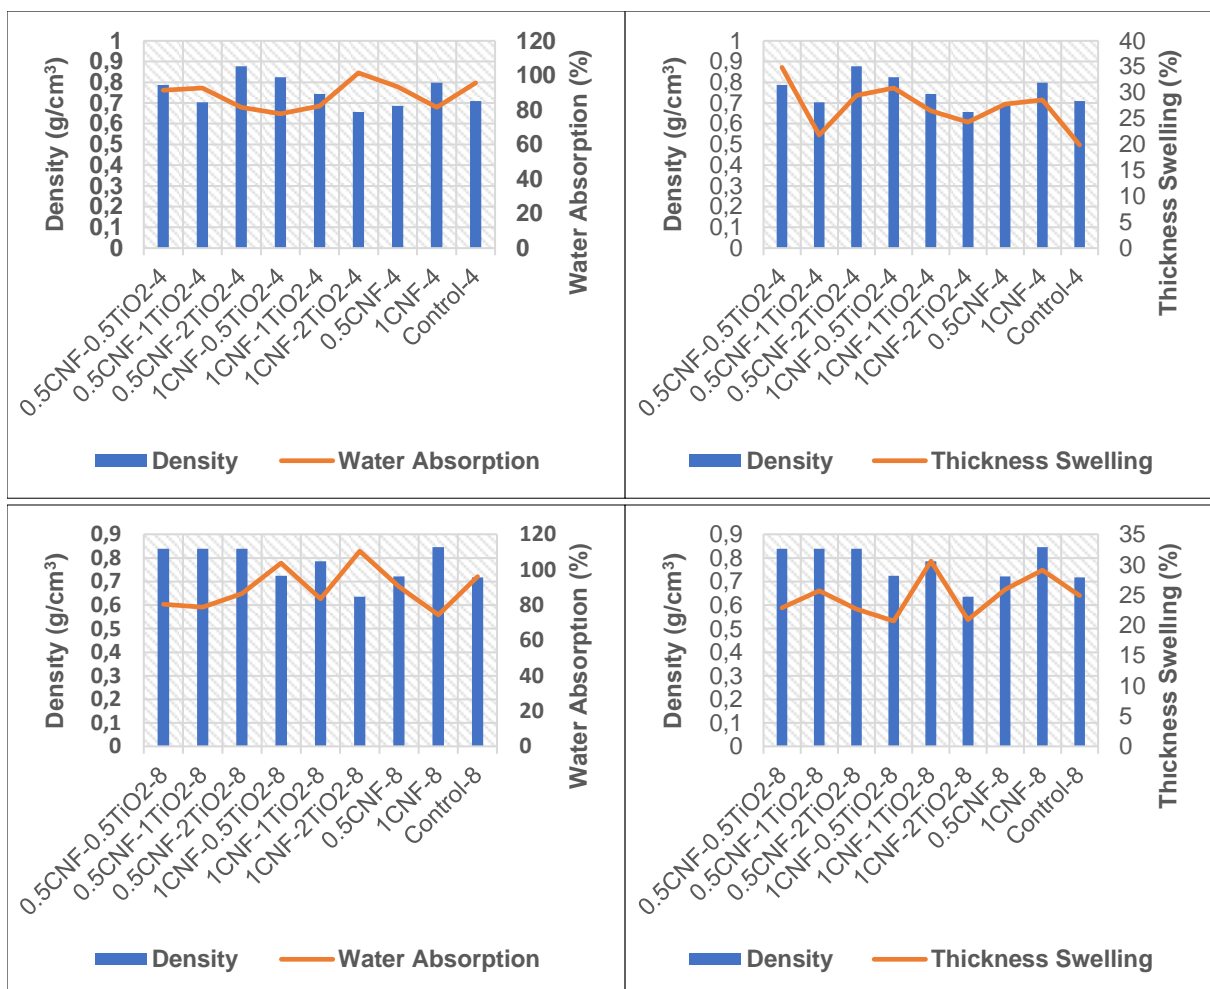 1
0,9
0,8
0,7
0,6
0,5
0,4
0,3
0,2
0,1
0
Density (g/cm³)
120
100
80
60
40
20
0
Water Absorption (%)
0.5CNF-0.5TiO2-4
0.5CNF-1TiO2-4
0.5CNF-2TiO2-4
1CNF-0.5TiO2-4
1CNF-1TiO2-4
1CNF-2TiO2-4
0.5CNF-4
1CNF-4
Control-4
Density
Water Absorption
1
0,9
0,8
0,7
0,6
0,5
0,4
0,3
0,2
0,1
0
Density (g/cm³)
40
35
30
25
20
15
10
5
0
Thickness Swelling (%)
0.5CNF-0.5TiO2-4
0.5CNF-1TiO2-4
0.5CNF-2TiO2-4
1CNF-0.5TiO2-4
1CNF-1TiO2-4
1CNF-2TiO2-4
0.5CNF-4
1CNF-4
Control-4
Density
Thickness Swelling
0,9
0,8
0,7
0,6
0,5
0,4
0,3
0,2
0,1
0
Density (g/cm³)
120
100
80
60
40
20
0
Water Absorption (%)
0.5CNF-0.5TiO2-8
0.5CNF-1TiO2-8
0.5CNF-2TiO2-8
1CNF-0.5TiO2-8
1CNF-1TiO2-8
1CNF-2TiO2-8
0.5CNF-8
1CNF-8
Control-8
Density
Water Absorption
0,9
0,8
0,7
0,6
0,5
0,4
0,3
0,2
0,1
0
Density (g/cm³)
35
30
25
20
15
10
5
0
Thickness Swelling (%)
0.5CNF-0.5TiO2-8
0.5CNF-1TiO2-8
0.5CNF-2TiO2-8
1CNF-0.5TiO2-8
1CNF-1TiO2-8
1CNF-2TiO2-8
0.5CNF-8
1CNF-8
Control-8
Density
Thickness Swelling